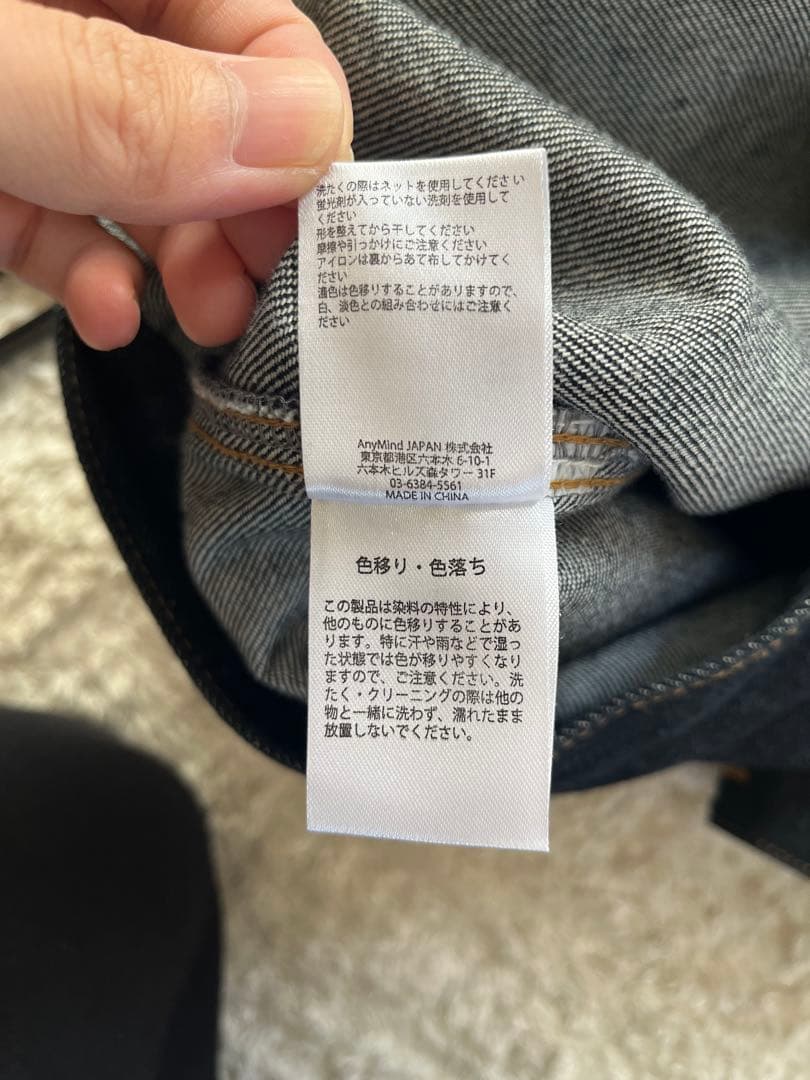 洗たくの際はネットを使用してください
蛍光剤が入っていない洗剤を使用して
ください
形を整えてから干してください
摩擦や引っかけにご注意ください
アイロンは裏からあて布してかけてく
ださい
濃色は色移りすることがありますので、
白、淡色との組み合わせにはご注意く
ださい
AnyMind JAPAN 株式会社
東京都港区六本木 6-10-1
六本木ヒルズ森タワー 31F
03-6384-5561
MADE IN CHINA
色移り・色落ち
この製品は染料の特性により、
他のものに色移りすることがあ
ります。特に汗や雨などで湿っ
た状態では色が移りやすくなり
ますので、ご注意ください。洗
たく・クリーニングの際は他の
物と一緒に洗わず、濡れたまま
放置しないでください。